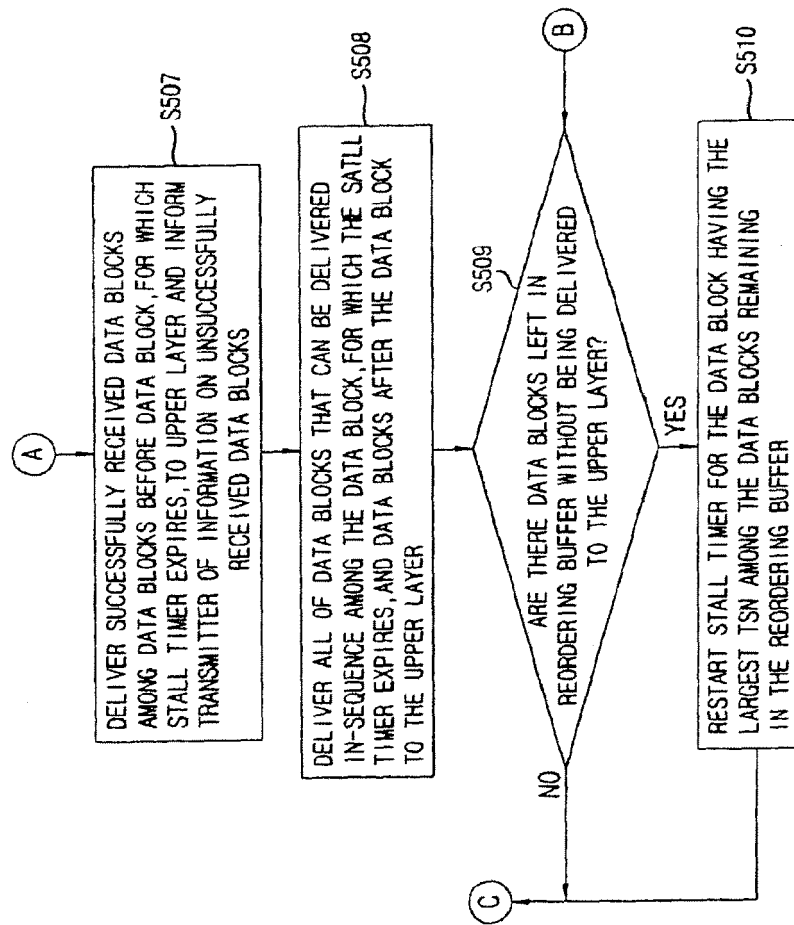 A
DELIVER SUCCESSFULLY RECEIVED DATA BLOCKS
AMONG DATA BLOCKS BEFORE DATA BLOCK, FOR WHICH
STALL TIMER EXPIRES, TO UPPER LAYER AND INFORM
TRANSMITTER OF INFORMATION ON UNSUCCESSFULLY
RECEIVED DATA BLOCKS
S507
DELIVER ALL OF DATA BLOCKS THAT CAN BE DELIVERED
IN-SEQUENCE AMONG THE DATA BLOCK, FOR WHICH THE SATLL
TIMER EXPIRES, AND DATA BLOCKS AFTER THE DATA BLOCK
TO THE UPPER LAYER
S508
S509
ARE THERE DATA BLOCKS LEFT IN
REORDERING BUFFER WITHOUT BEING DELIVERED
TO THE UPPER LAYER?
B
NO
YES
C
RESTART STALL TIMER FOR THE DATA BLOCK HAVING THE
LARGEST TSN AMONG THE DATA BLOCKS REMAINING
IN THE REORDERING BUFFER
S510